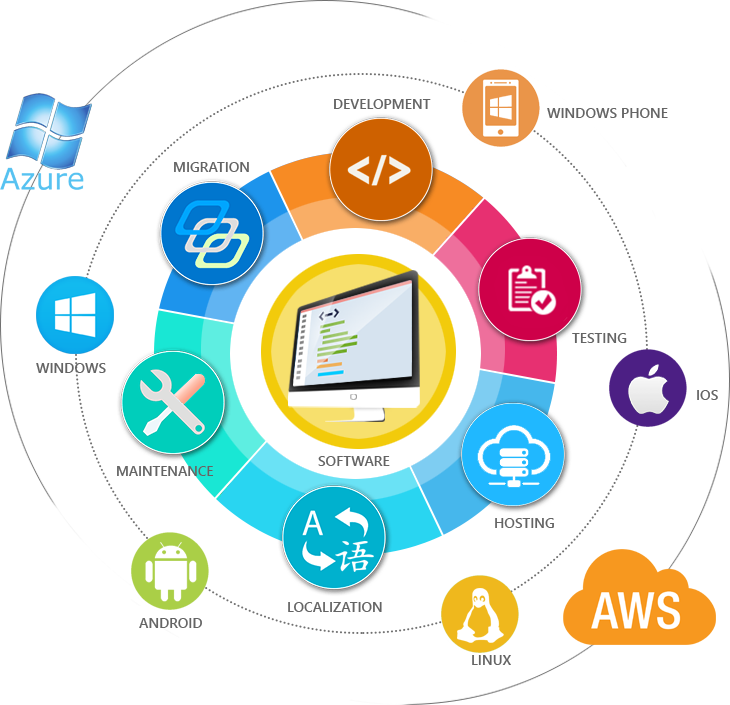 DEVELOPMENT
WINDOWS PHONE
MIGRATION
Azure
</>
TESTING
WINDOWS
IOS
SOFTWARE
MAINTENANCE
HOSTING
A
语
AWS
LOCALIZATION
ANDROID
LINUX